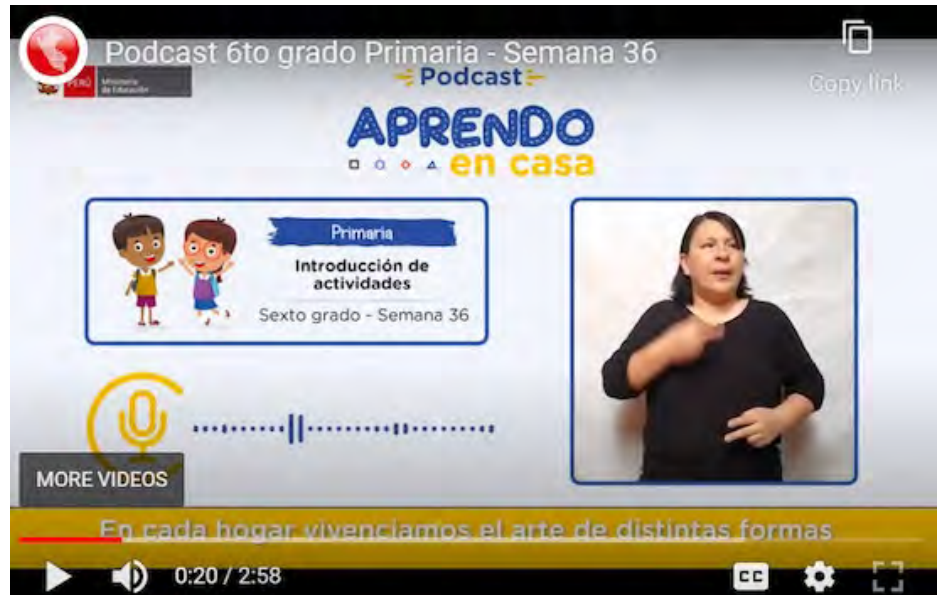 Podcast 6to grado Primaria - Semana 36
Copy link
PERÚ Ministerio de Educación
Podcast
APRENDO
en casa
Primaria
Introducción de
actividades
Sexto grado - Semana 36
MORE VIDEOS
En cada hogar vivenciamos el arte de distintas formas
0:20 / 2:58
CC